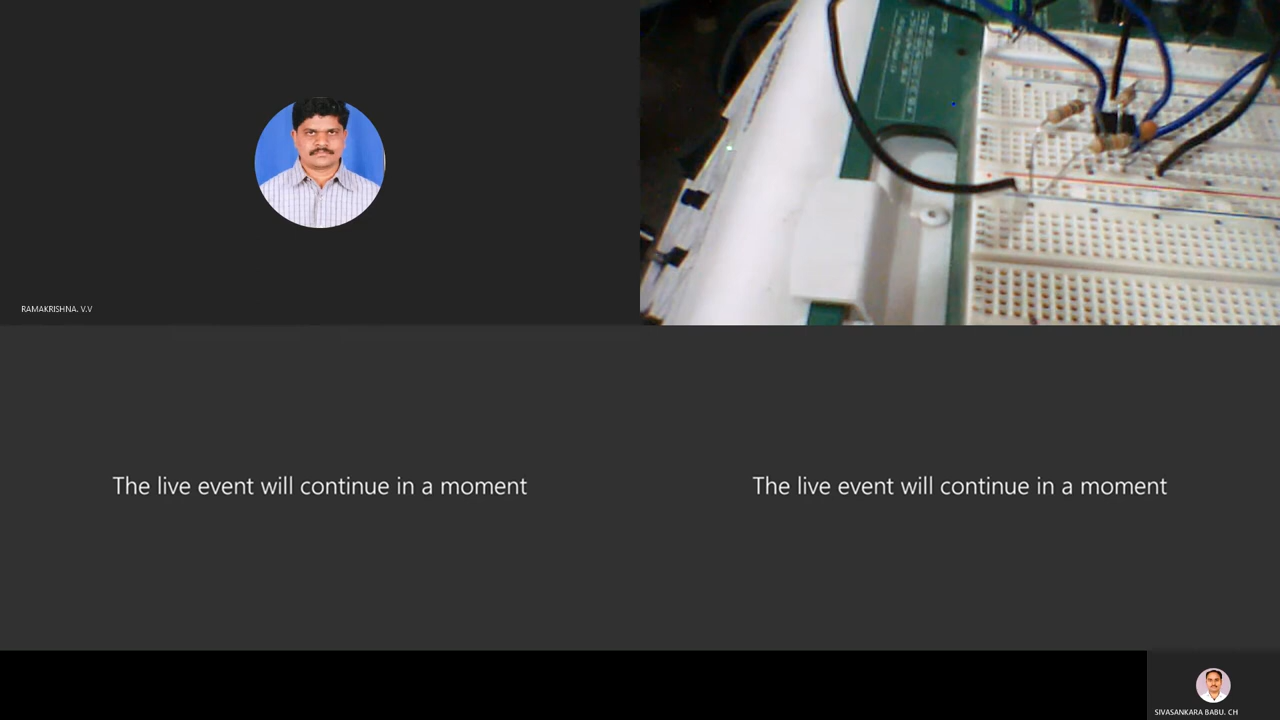 RAMAKRISHNA. V.V
The live event will continue in a moment
The live event will continue in a moment
SIVASANKARA BABU. CH